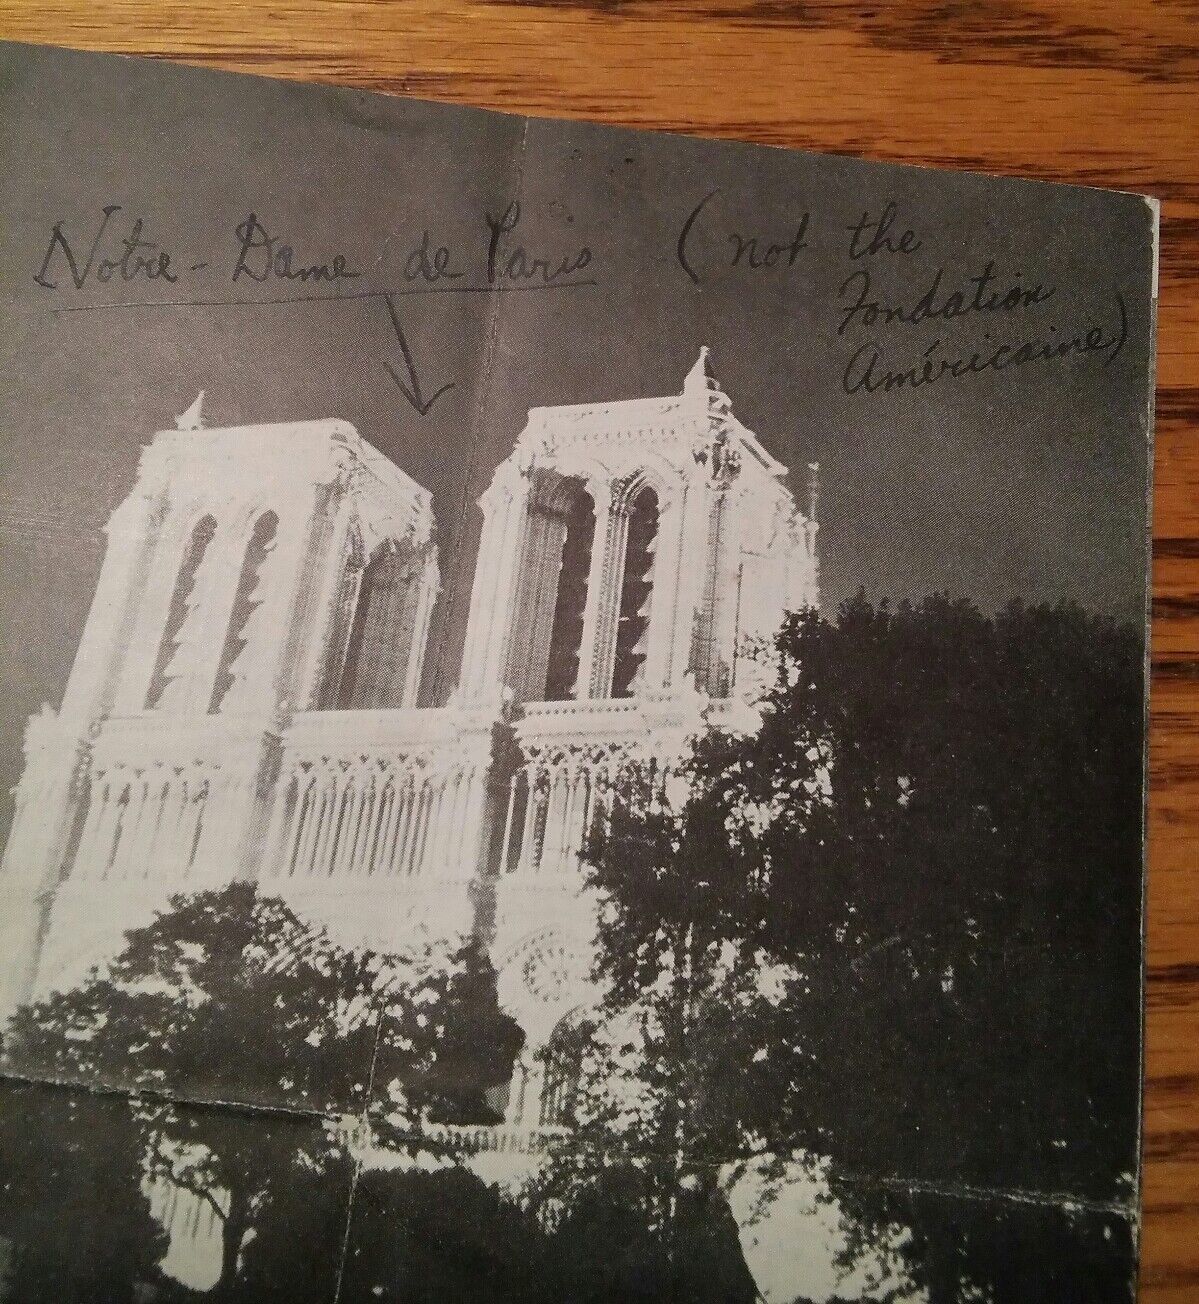 Notre-Dame de Paris (not the
Fondation
Américaine)